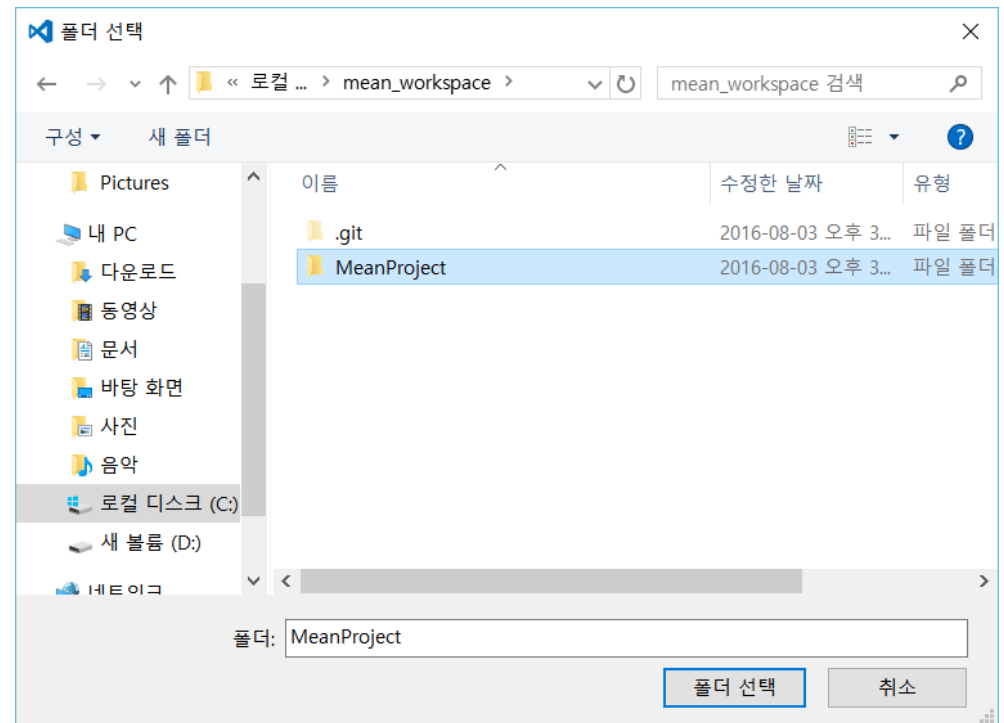 폴더 선택
« 로컬 ... > mean_workspace >
mean_workspace 검색
구성
새 폴더
?
Pictures
내 PC
다운로드
동영상
문서
바탕 화면
사진
음악
로컬 디스크 (C:)
새 볼륨 (D:)
이름 수정한 날짜 유형
.git 2016-08-03 오후 3... 파일 폴더
MeanProject 2016-08-03 오후 3... 파일 폴더
폴더: MeanProject
폴더 선택 취소